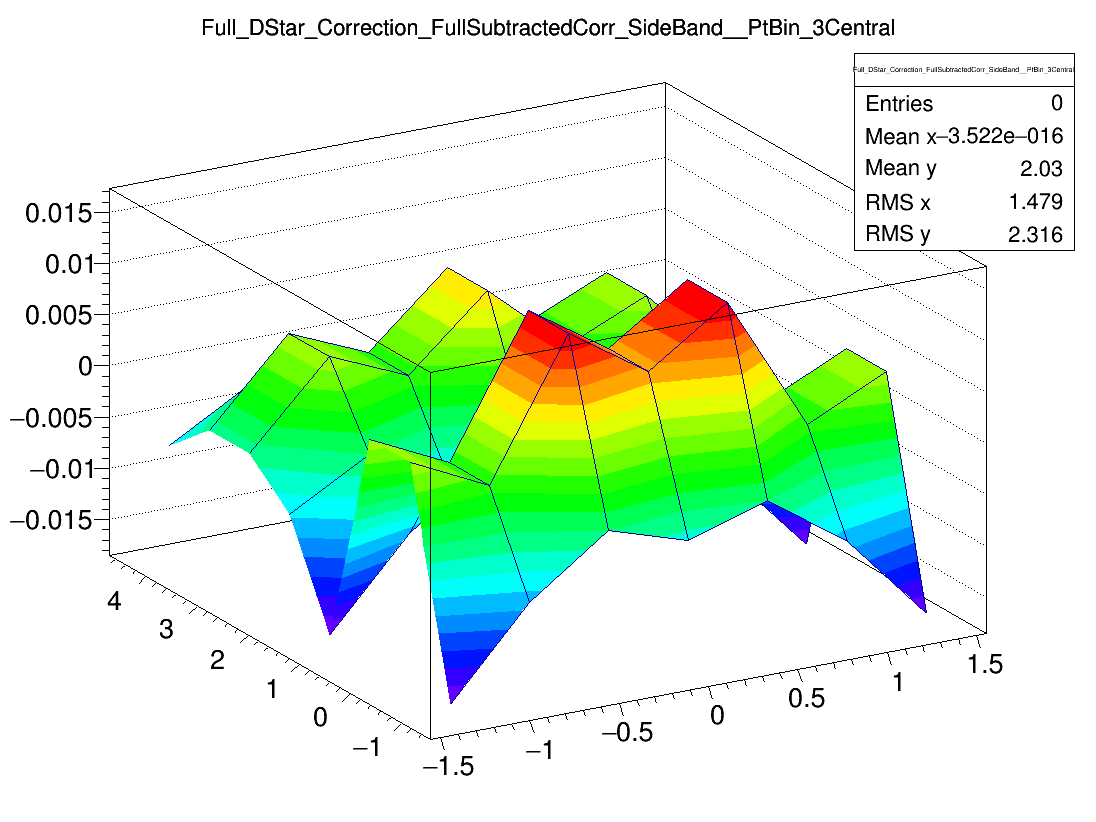 Full_DStar_Correction_FullSubtractedCorr_SideBand__PtBin_3Central
Full_DStar_Correction_FullSubtractedCorr_SideBand__PtBin_3Central
Entries 0
Mean x −3.522e−016
Mean y 2.03
RMS x 1.479
RMS y 2.316
0.015
0.01
0.005
0
−0.005
−0.01
−0.015
4
3
2
1
0
−1
−1.5
−1
−0.5
0
0.5
1
1.5